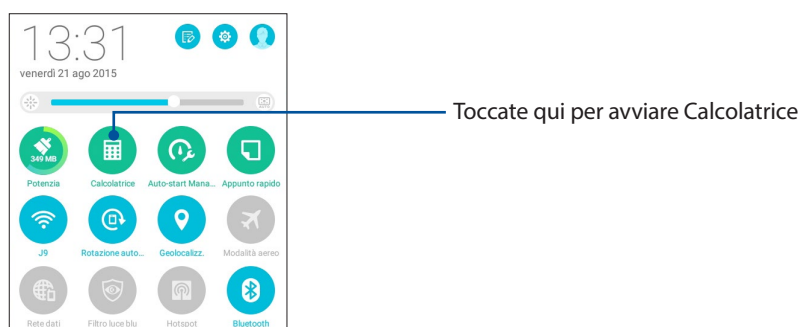 13:31
venerdì 21 ago 2015
AUTO
Toccate qui per avviare Calcolatrice
349 MB
Potenzia
Calcolatrice
Auto-start Mana...
Appunto rapido
J9
Rotazione auto...
Geolocalizz.
Modalità aereo
Rete dati
Filtro luce blu
Hotspot
Bluetooth